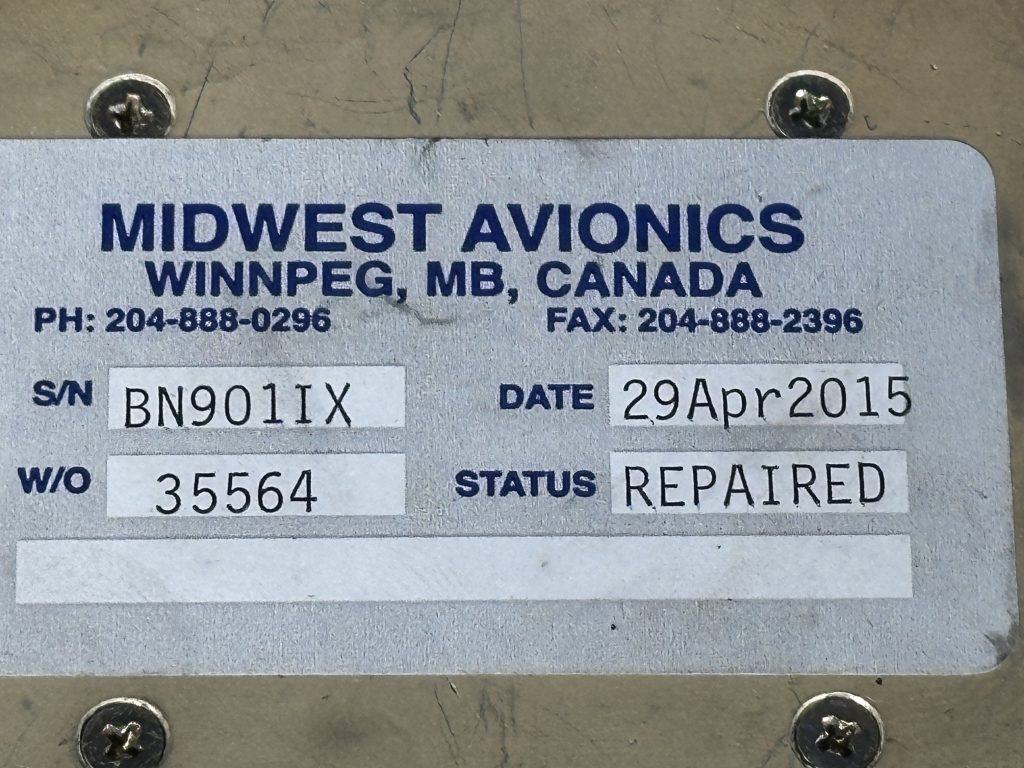 MIDWEST AVIONICS
WINNPEG, MB, CANADA
PH: 204-888-0296 FAX: 204-888-2396
S/N BN901IX DATE 29Apr2015
W/O 35564 STATUS REPAIRED